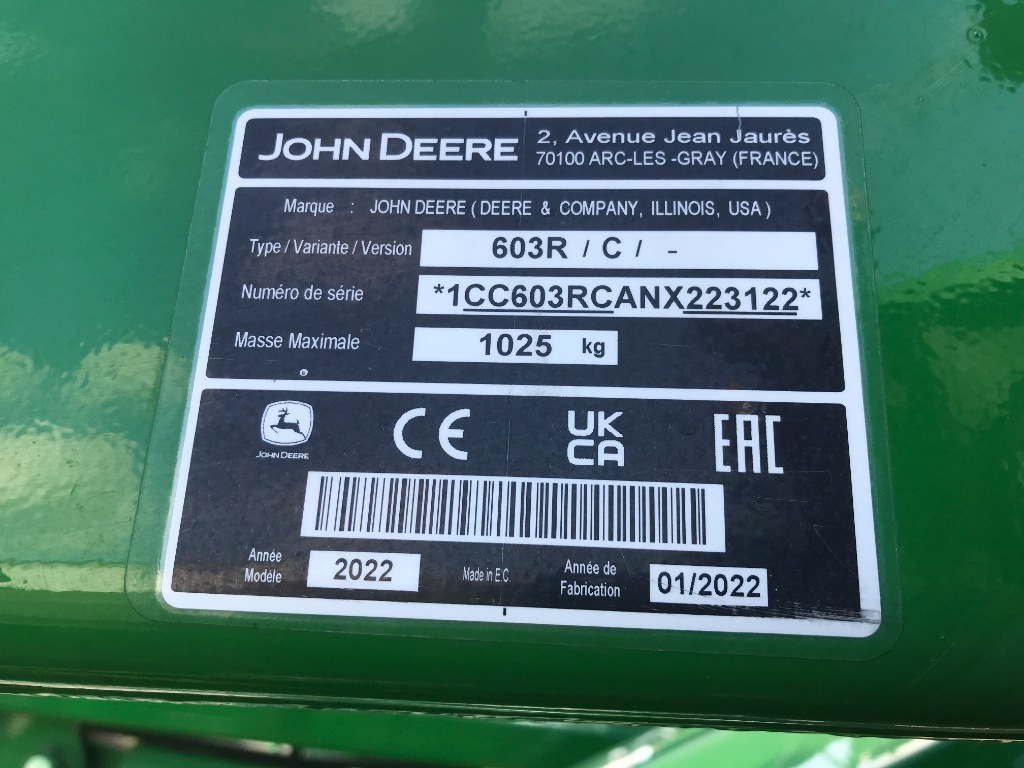 JOHN DEERE
2, Avenue Jean Jaurès
70100 ARC-LES -GRAY (FRANCE)
Marque : JOHN DEERE ( DEERE & COMPANY, ILLINOIS, USA )
Type / Variante / Version 603R / C / -
Numéro de série *1CC603RCANX223122*
Masse Maximale 1025 kg
JOHN DEERE
CE
UK
CA
EAC
Année
Modèle
2022
Made in E.C.
Année de
Fabrication
01/2022